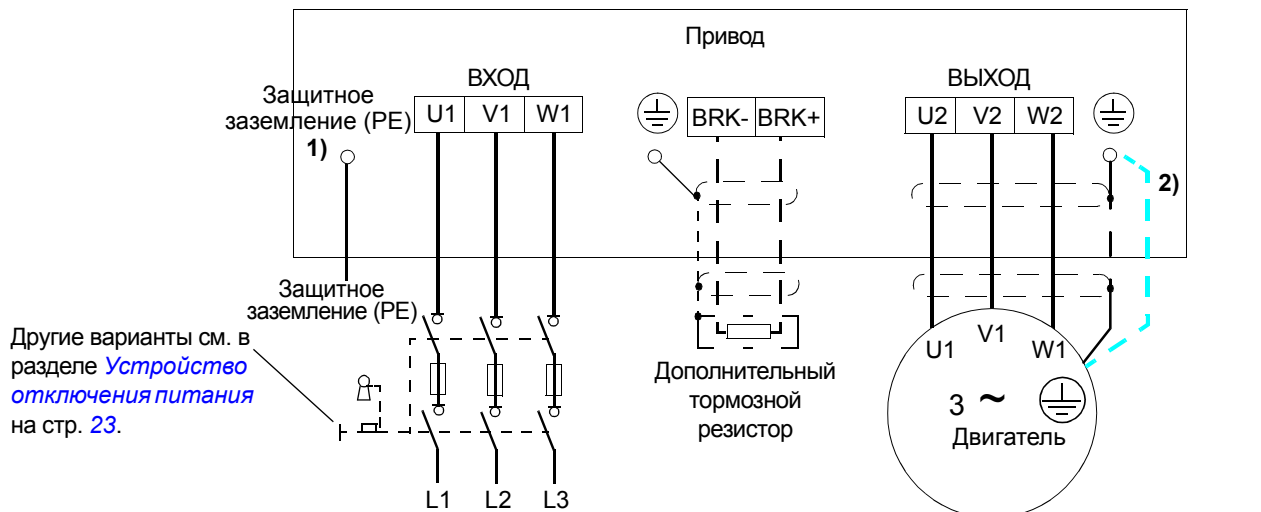 Привод
ВХОД
ВЫХОД
Защитное
заземление (PE)
1)
U1 V1 W1
BRK- BRK+
U2 V2 W2
2)
Защитное
заземление (PE)
Другие варианты см. в
разделе Устройство
отключения питания
на стр. 23.
L1 L2 L3
Дополнительный
тормозной
резистор
U1 V1 W1
3 ~
Двигатель